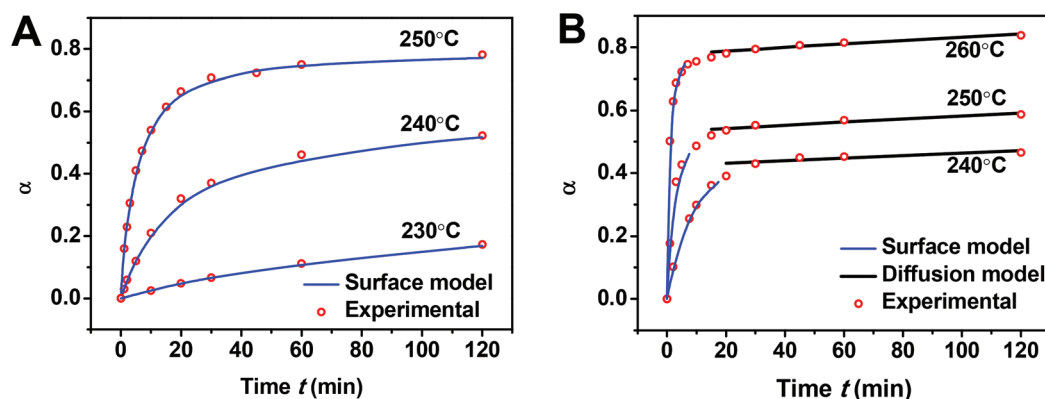 A
0.8
0.6
0.4
0.2
0.0
α
250°C
240°C
230°C
Surface model
Experimental
0 20 40 60 80 100 120
Time t (min)
B
0.8
0.6
0.4
0.2
0.0
α
260°C
250°C
240°C
Surface model
Diffusion model
Experimental
0 20 40 60 80 100 120
Time t (min)